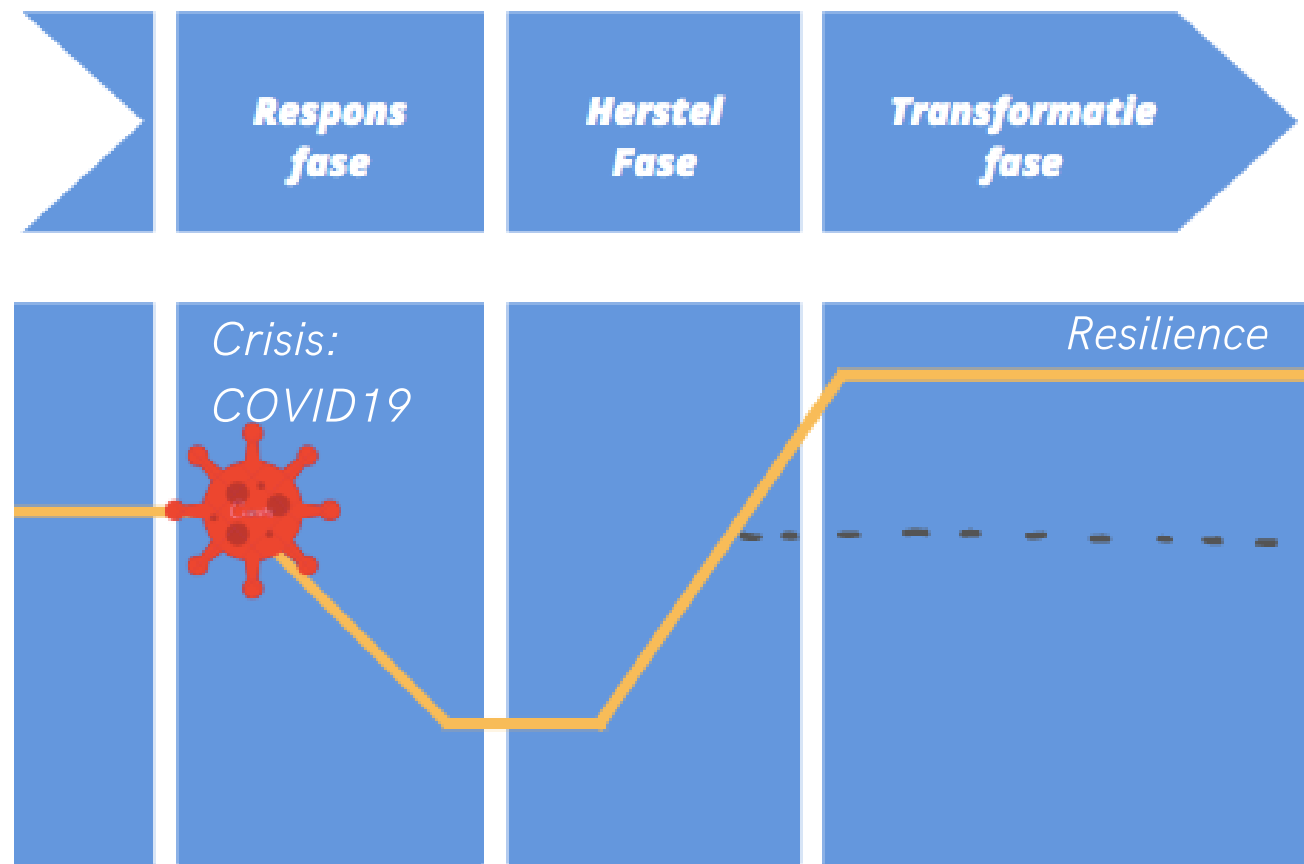 Respons
fase
Herstel
Fase
Transformatie
fase
Crisis:
COVID19
Resilience